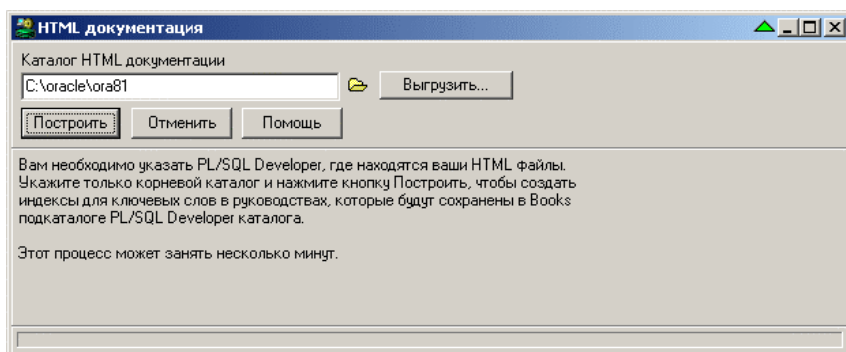 HTML документация
Каталог HTML документации
C:\oracle\ora81
Выгрузить...
Построить
Отменить
Помощь
Вам необходимо указать PL/SQL Developer, где находятся ваши HTML файлы.
Укажите только корневой каталог и нажмите кнопку Построить, чтобы создать
индексы для ключевых слов в руководствах, которые будут сохранены в Books
подкаталоге PL/SQL Developer каталога.
Этот процесс может занять несколько минут.